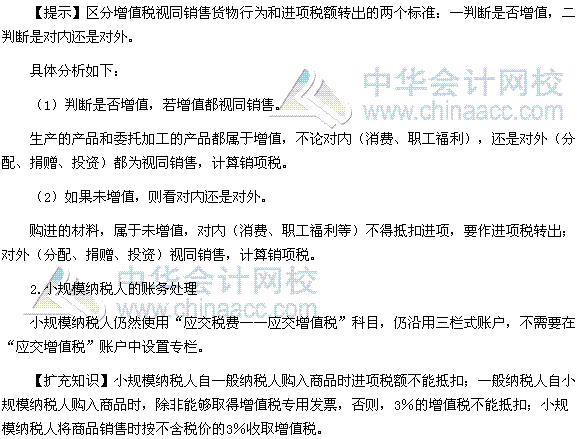 【提示】区分增值税视同销售货物行为和进项税额转出的两个标准：一判断是否增值，二
判断是对内还是对外。
具体分析如下：
（1）判断是否增值，若增值都视同销售。
中华会计网校
www.chinaacc.com
生产的产品和委托加工的产品都属于增值，不论对内（消费、职工福利），还是对外（分
配、捐赠、投资）都为视同销售，计算销项税。
（2）如果未增值，则看对内还是对外。
购进的材料，属于未增值，对内（消费、职工福利等）不得抵扣进项，要作进项税转出；
对外（分配、捐赠、投资）视同销售，计算销项税。
中华会计网校
www.chinaacc.com
2.小规模纳税人的账务处理
小规模纳税人仍然使用“应交税费——应交增值税”科目，仍沿用三栏式账户，不需要在
“应交增值税”账户中设置专栏。
【扩充知识】小规模纳税人自一般纳税人购入商品时进项税额不能抵扣；一般纳税人自小
规模纳税人购入商品时，除非能够取得增值税专用发票，否则，3%的增值税不能抵扣；小规
模纳税人将商品销售时按不含税价的3%收取增值税。